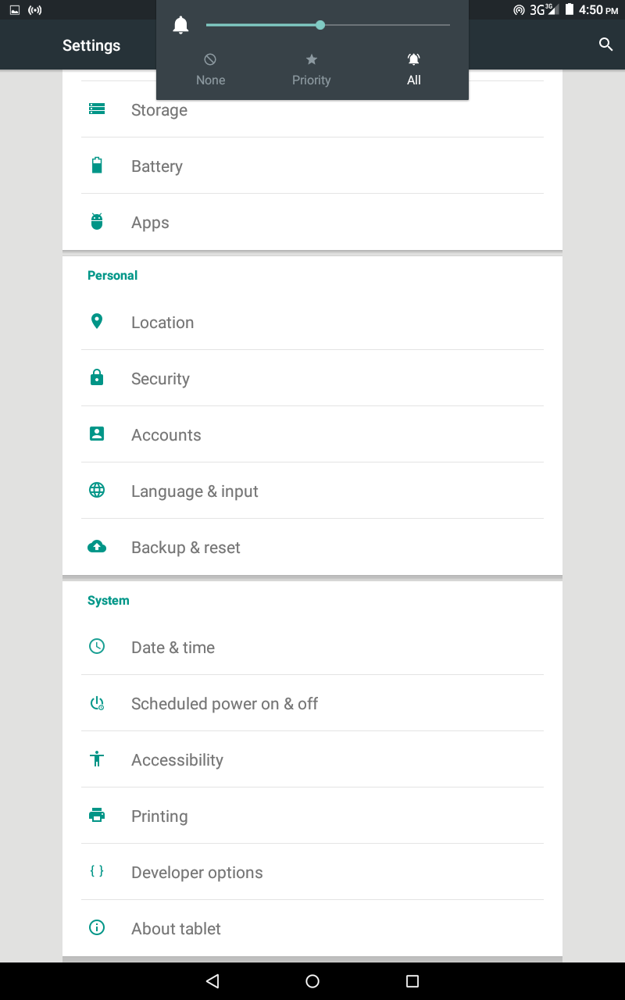 3G 3G 4:50 PM
Settings
None Priority All
Storage
Battery
Apps
Personal
Location
Security
Accounts
Language & input
Backup & reset
System
Date & time
Scheduled power on & off
Accessibility
Printing
{ } Developer options
About tablet